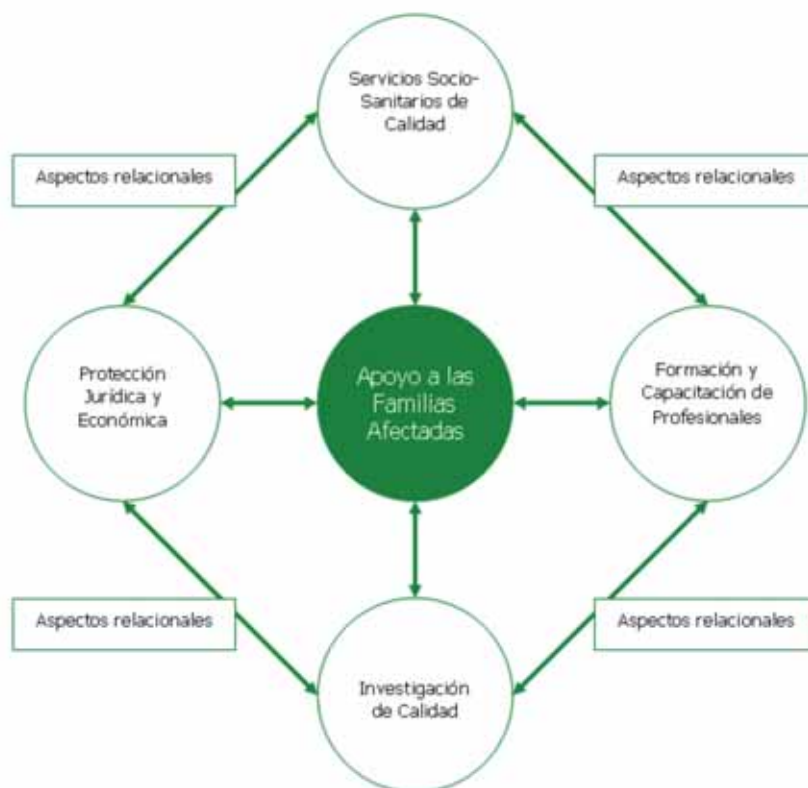 Servicios Socio-
Sanitarios de
Calidad
Aspectos relacionales
Aspectos relacionales
Protección
Jurídica y
Económica
Apoyo a las
Familias
Afectadas
Formación y
Capacitación de
Profesionales
Aspectos relacionales
Aspectos relacionales
Investigación
de Calidad